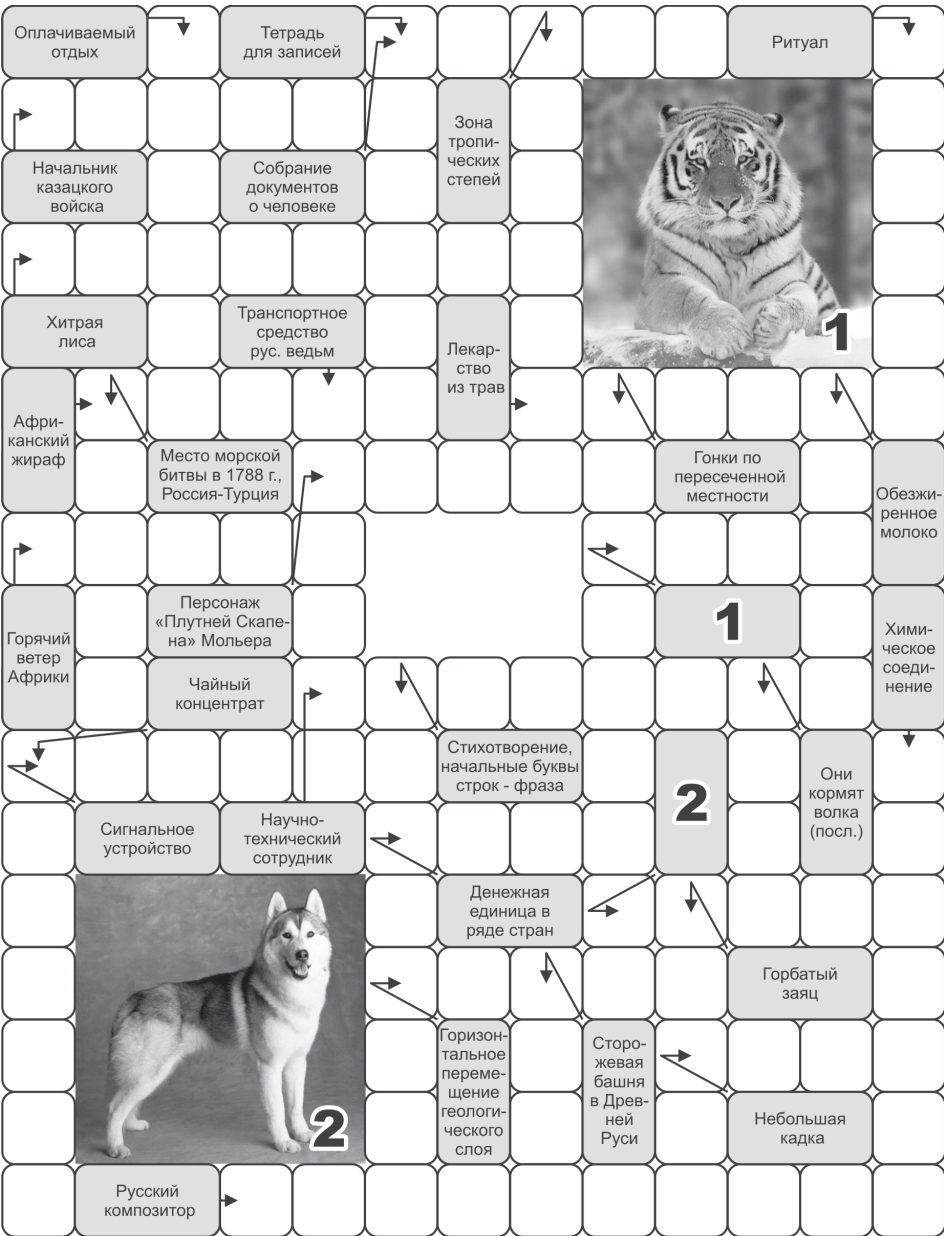 Оплачиваемый
отдых
Тетрадь
для записей
Ритуал
Зона
тропи-
ческих
степей
Начальник
казацкого
войска
Собрание
документов
о человеке
1
Хитрая
лиса
Транспортное
средство
рус. ведьм
Лекар-
ство
из трав
Афри-
канский
жираф
Место морской
битвы в 1788 г.,
Россия-Турция
Гонки по
пересеченной
местности
Обезжи-
ренное
молоко
Горячий
ветер
Африки
Персонаж
«Плутней Скапе-
на» Мольера
1
Хими-
ческое
соеди-
нение
Чайный
концентрат
Стихотворение,
начальные буквы
строк - фраза
2
Они
кормят
волка
(посл.)
Сигнальное
устройство
Научно-
технический
сотрудник
Денежная
единица в
ряде стран
Горбатый
заяц
2
Горизон-
тальное
переме-
щение
геологи-
ческого
слоя
Сторо-
жевая
башня
в Древ-
ней
Руси
Небольшая
кадка
Русский
композитор